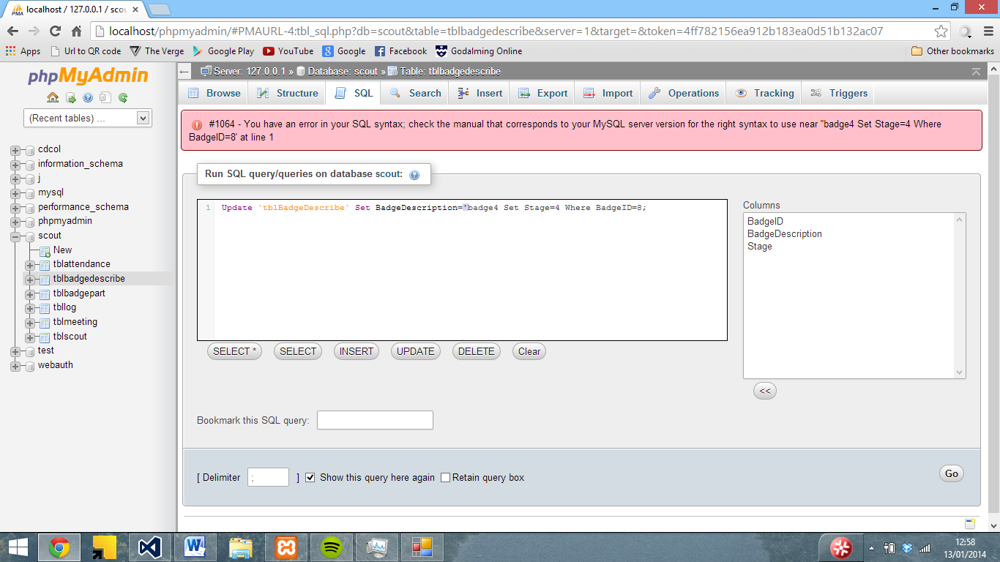 localhost / 127.0.0.1 / scou
localhost/phpmyadmin/#PMAURL-4:tbl_sql.php?db=scout&table=tblbadgedescribe&server=1&target=&token=4ff782156ea912b183ea0d51b132ac07
Apps Url to QR code The Verge Google Play YouTube Google Facebook Godalming Online Other bookmarks
phpMyAdmin
(Recent tables) ...
cdcol
information_schema
j
mysql
performance_schema
phpmyadmin
scout
New
tblattendance
tblbadgedescribe
tblbadgepart
tbllog
tblmeeting
tblscout
test
webauth
Server: 127.0.0.1 » Database: scout » Table: tblbadgedescribe
Browse Structure SQL Search Insert Export Import Operations Tracking Triggers
#1064 - You have an error in your SQL syntax; check the manual that corresponds to your MySQL server version for the right syntax to use near ''badge4 Set Stage=4 Where
BadgeID=8' at line 1
Run SQL query/queries on database scout:
1 Update `tblBadgeDescribe` Set BadgeDescription='badge4 Set Stage=4 Where BadgeID=8;
SELECT * SELECT INSERT UPDATE DELETE Clear
Columns
BadgeID
BadgeDescription
Stage
<<
Bookmark this SQL query:
[ Delimiter ; ] Show this query here again Retain query box
Go
12:58
13/01/2014